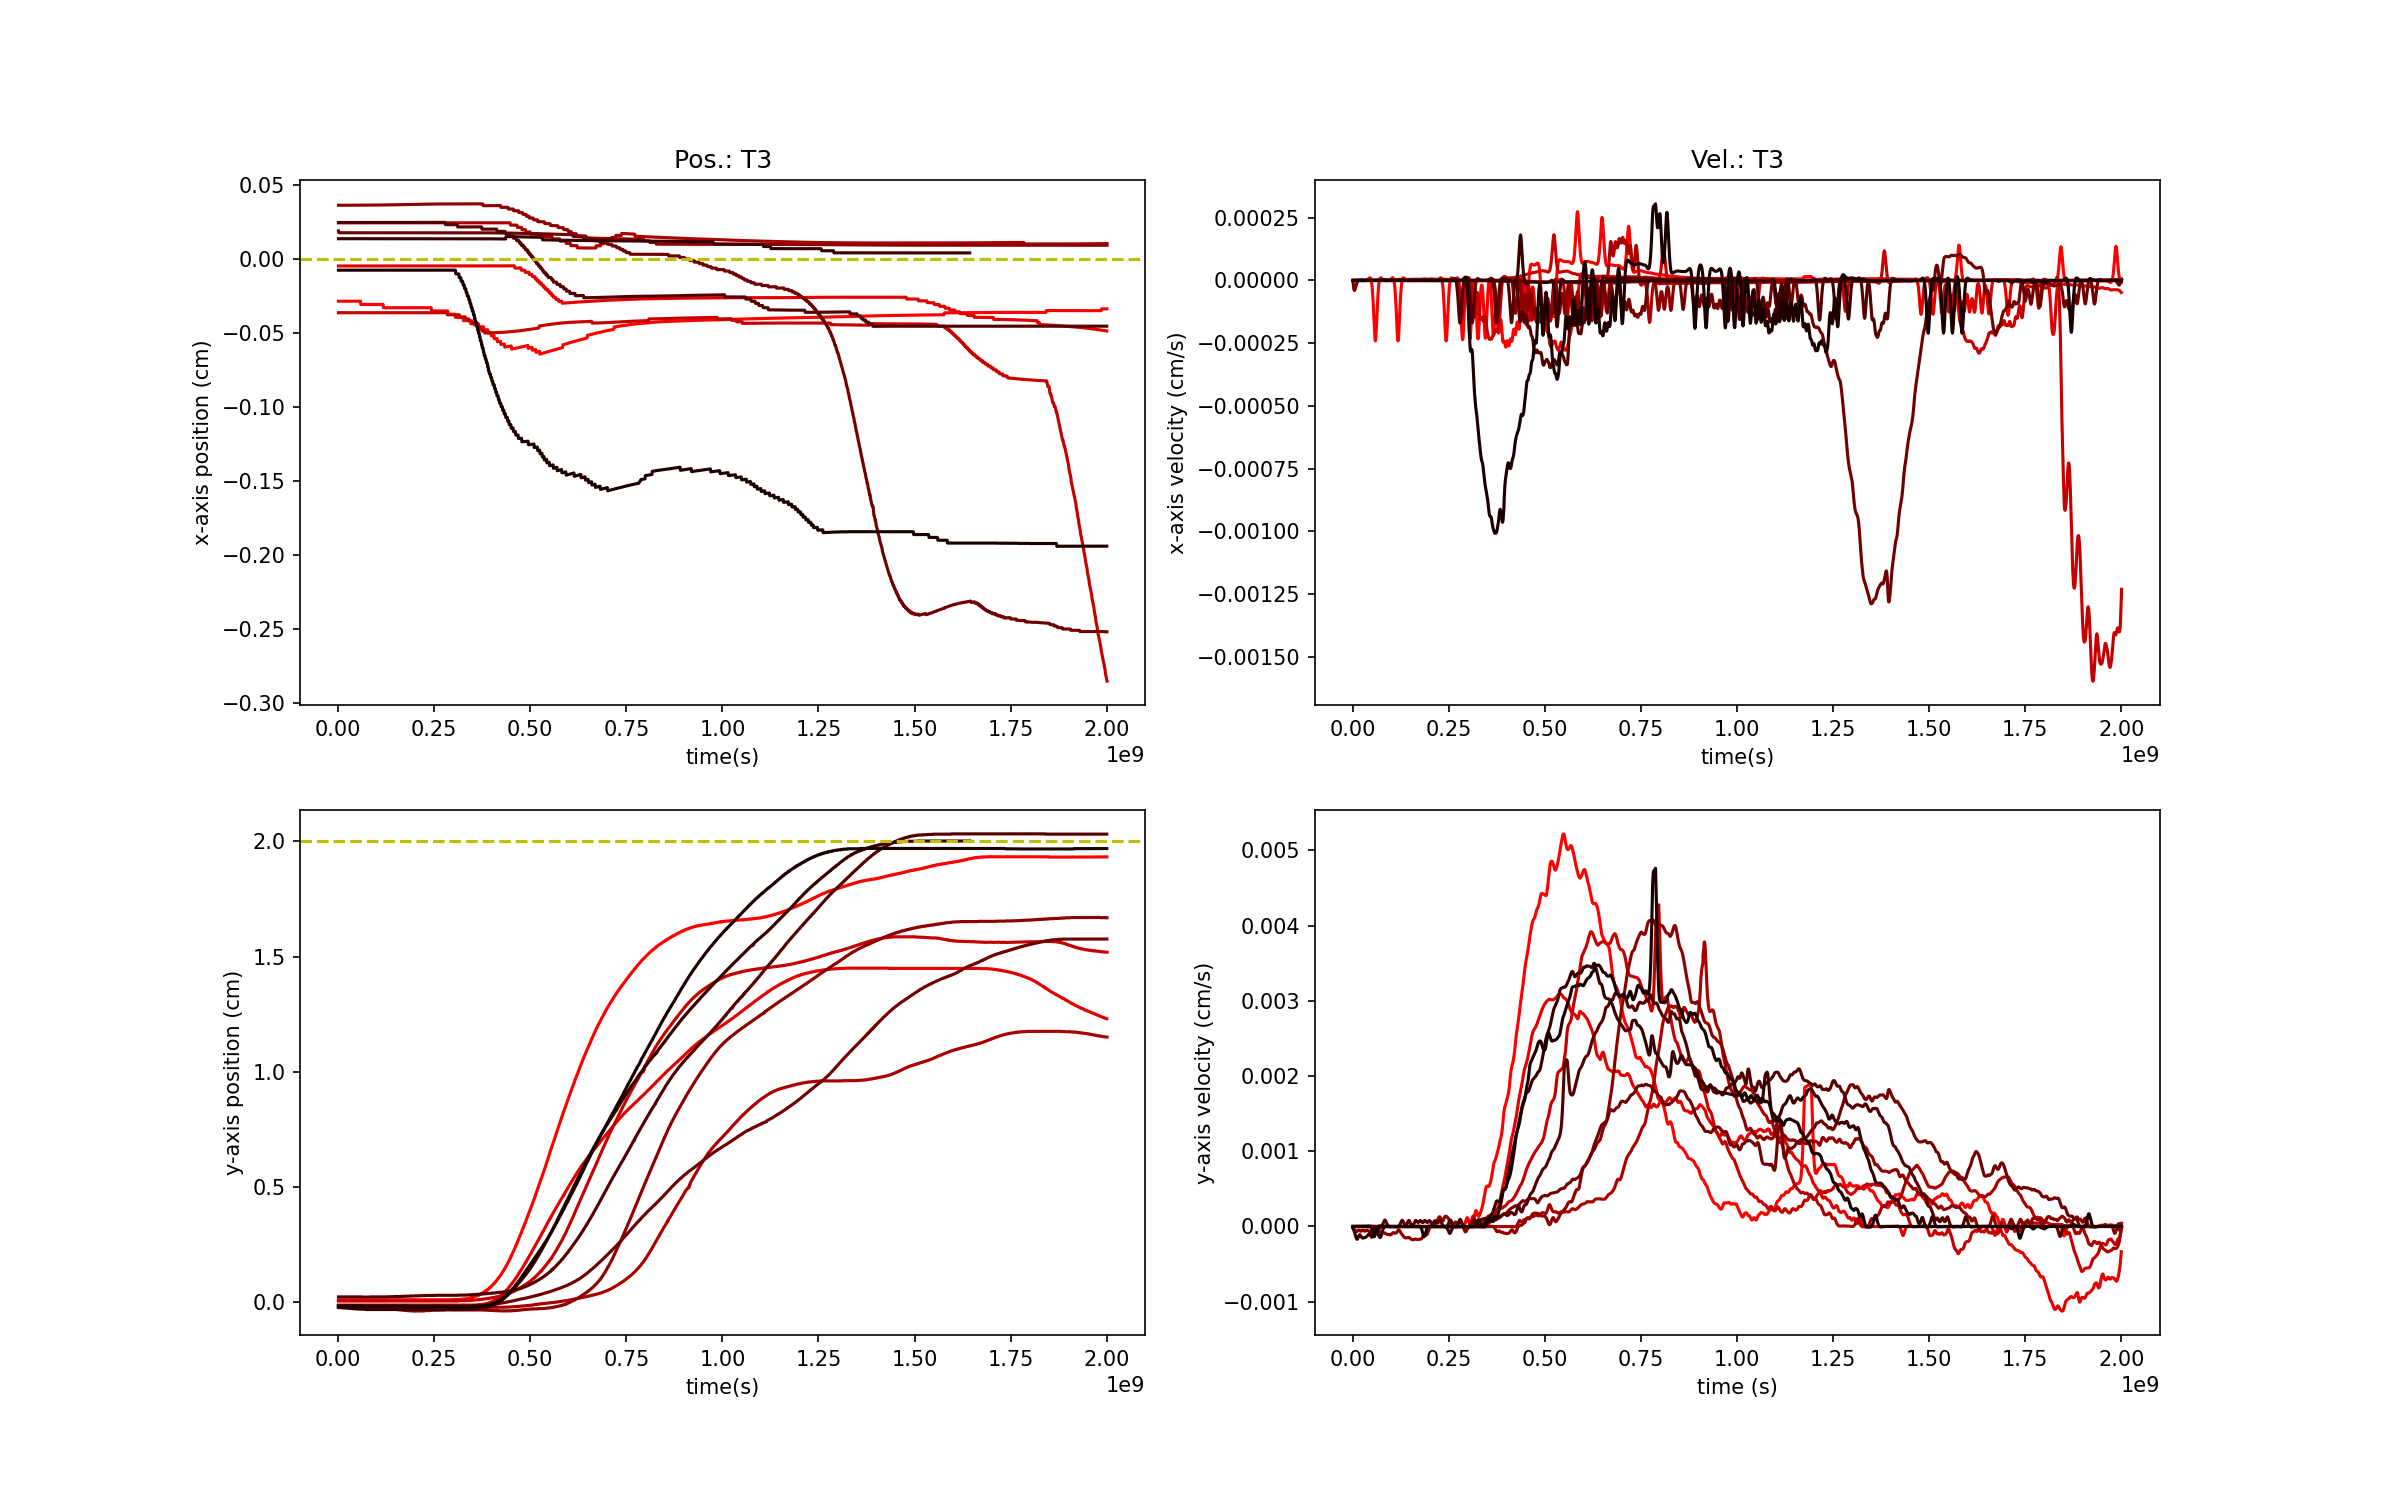 Pos.: T3
0.05
0.00
−0.05
−0.10
−0.15
−0.20
−0.25
−0.30
x-axis position (cm)
0.00 0.25 0.50 0.75 1.00 1.25 1.50 1.75 2.00
time(s)
1e9
Vel.: T3
0.00025
0.00000
−0.00025
−0.00050
−0.00075
−0.00100
−0.00125
−0.00150
x-axis velocity (cm/s)
0.00 0.25 0.50 0.75 1.00 1.25 1.50 1.75 2.00
time(s)
1e9
2.0
1.5
1.0
0.5
0.0
y-axis position (cm)
0.00 0.25 0.50 0.75 1.00 1.25 1.50 1.75 2.00
time(s)
1e9
0.005
0.004
0.003
0.002
0.001
0.000
−0.001
y-axis velocity (cm/s)
0.00 0.25 0.50 0.75 1.00 1.25 1.50 1.75 2.00
time (s)
1e9